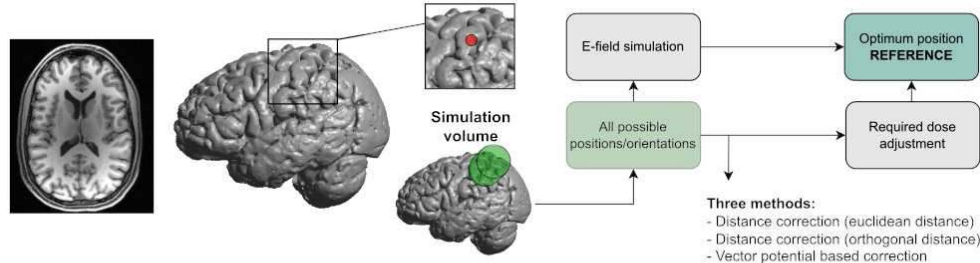 Simulation
volume
E-field simulation
Optimum position
REFERENCE
All possible
positions/orientations
Required dose
adjustment
Three methods:
- Distance correction (euclidean distance)
- Distance correction (orthogonal distance)
- Vector potential based correction